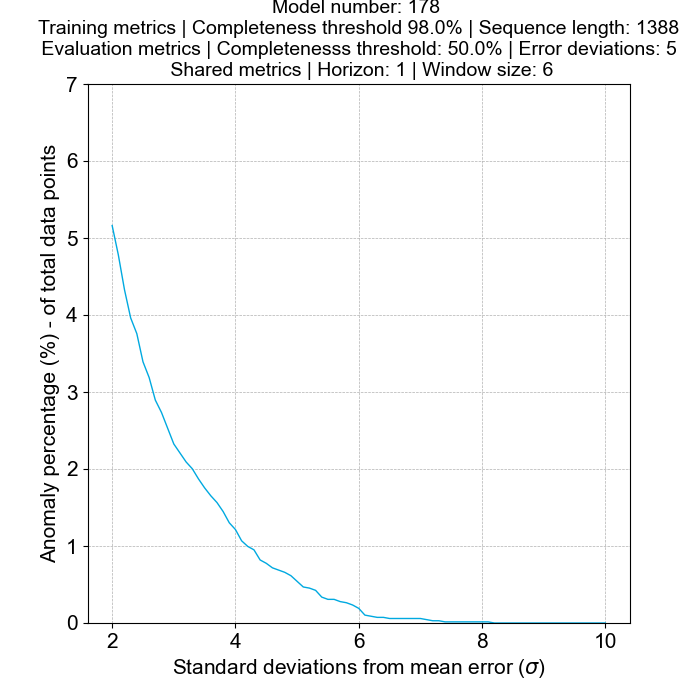 Model number: 178
Training metrics | Completeness threshold 98.0% | Sequence length: 1388
Evaluation metrics | Completenesss threshold: 50.0% | Error deviations: 5
Shared metrics | Horizon: 1 | Window size: 6
7
6
5
4
3
2
1
0
Anomaly percentage (%) - of total data points
2 4 6 8 10
Standard deviations from mean error (σ)